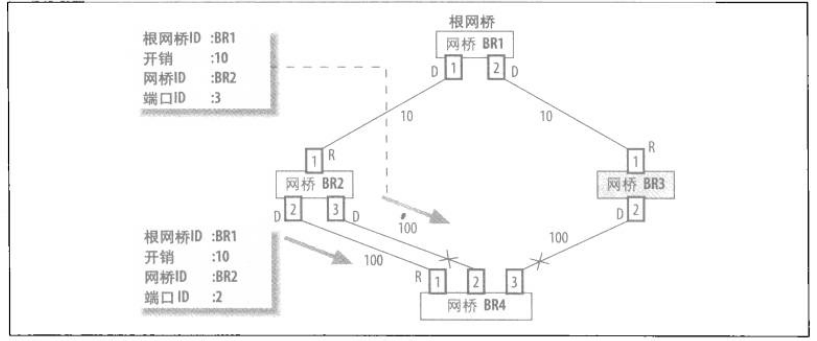 根网桥ID :BR1
开销 :10
网桥ID :BR2
端口ID :3
根网桥
网桥 BR1
D 1 2 D
10 10
1 R
1 R
网桥 BR2
网桥 BR3
D 2 3 D
D 2
100
100
100
根网桥ID :BR1
开销 :10
网桥ID :BR2
端口 ID :2
R 1 2 3
网桥 BR4